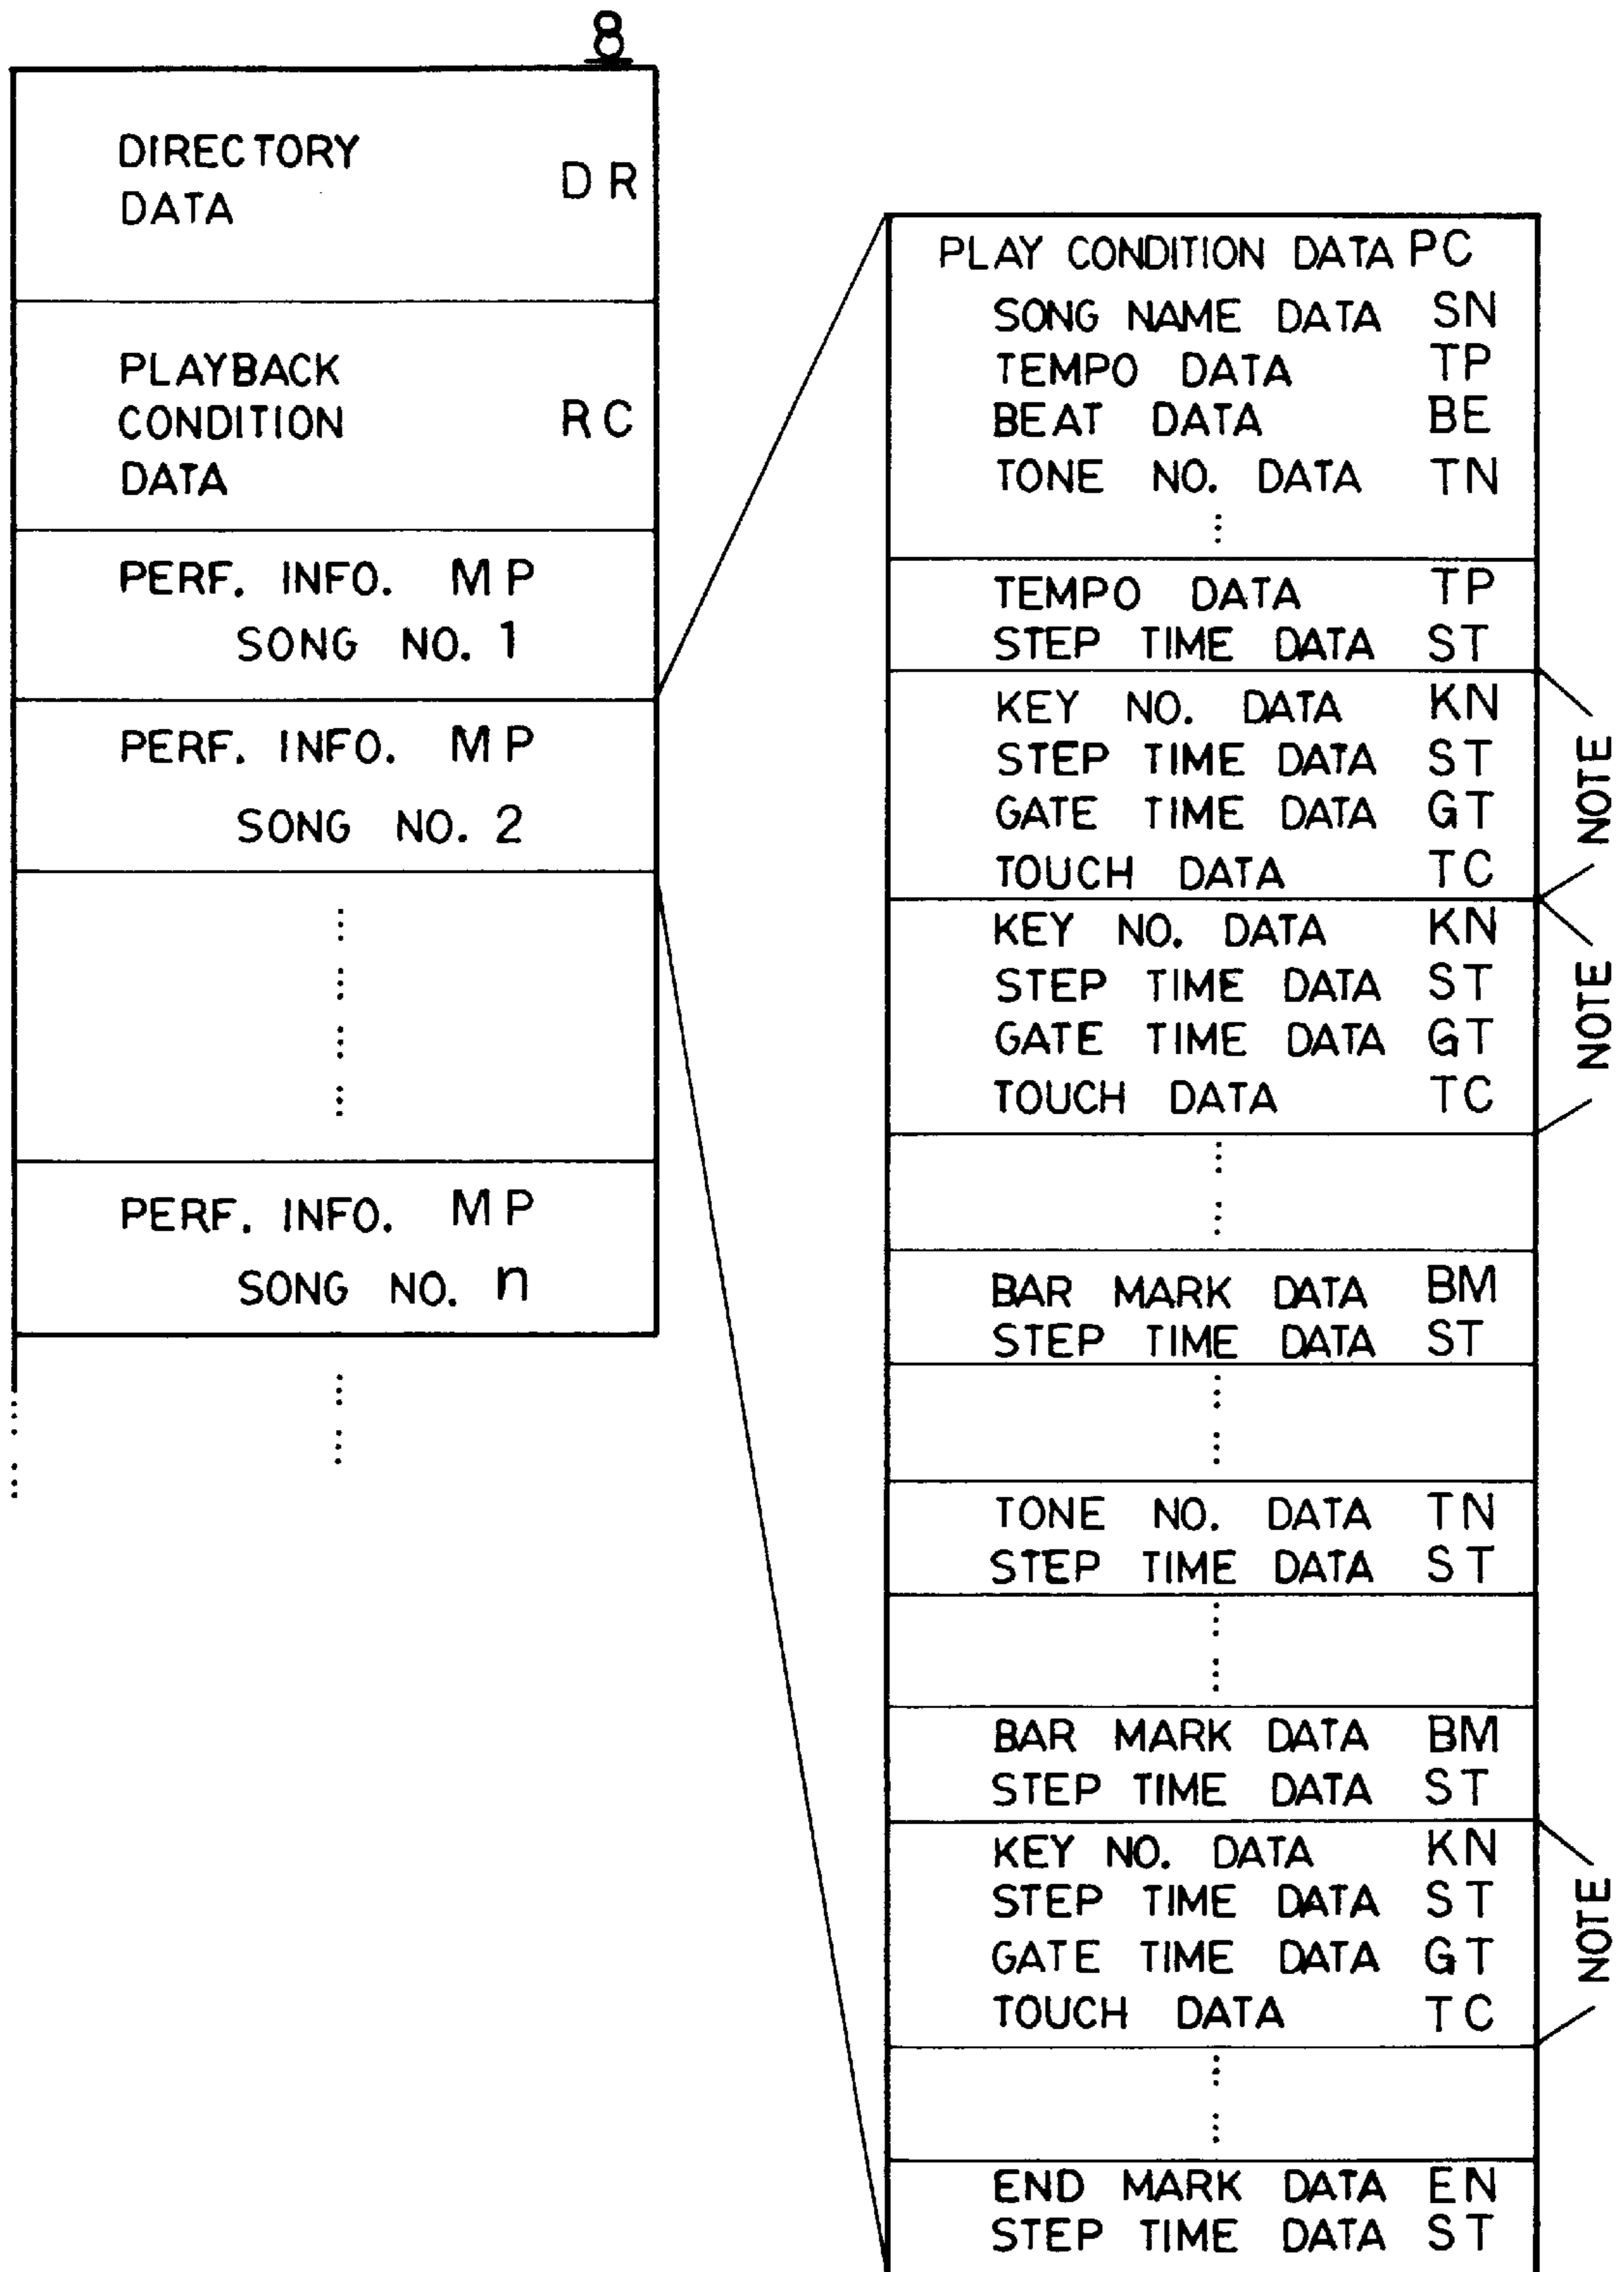 8
DIRECTORY
DATA DR
PLAYBACK
CONDITION RC
DATA
PERF. INFO. MP
SONG NO. 1
PERF. INFO. MP
SONG NO. 2
PERF. INFO. MP
SONG NO. n
PLAY CONDITION DATA PC
SONG NAME DATA SN
TEMPO DATA TP
BEAT DATA BE
TONE NO. DATA TN
TEMPO DATA TP
STEP TIME DATA ST
KEY NO. DATA KN
STEP TIME DATA ST
GATE TIME DATA GT
TOUCH DATA TC
NOTE
KEY NO. DATA KN
STEP TIME DATA ST
GATE TIME DATA GT
TOUCH DATA TC
NOTE
BAR MARK DATA BM
STEP TIME DATA ST
TONE NO. DATA TN
STEP TIME DATA ST
BAR MARK DATA BM
STEP TIME DATA ST
KEY NO. DATA KN
STEP TIME DATA ST
GATE TIME DATA GT
TOUCH DATA TC
NOTE
END MARK DATA EN
STEP TIME DATA ST